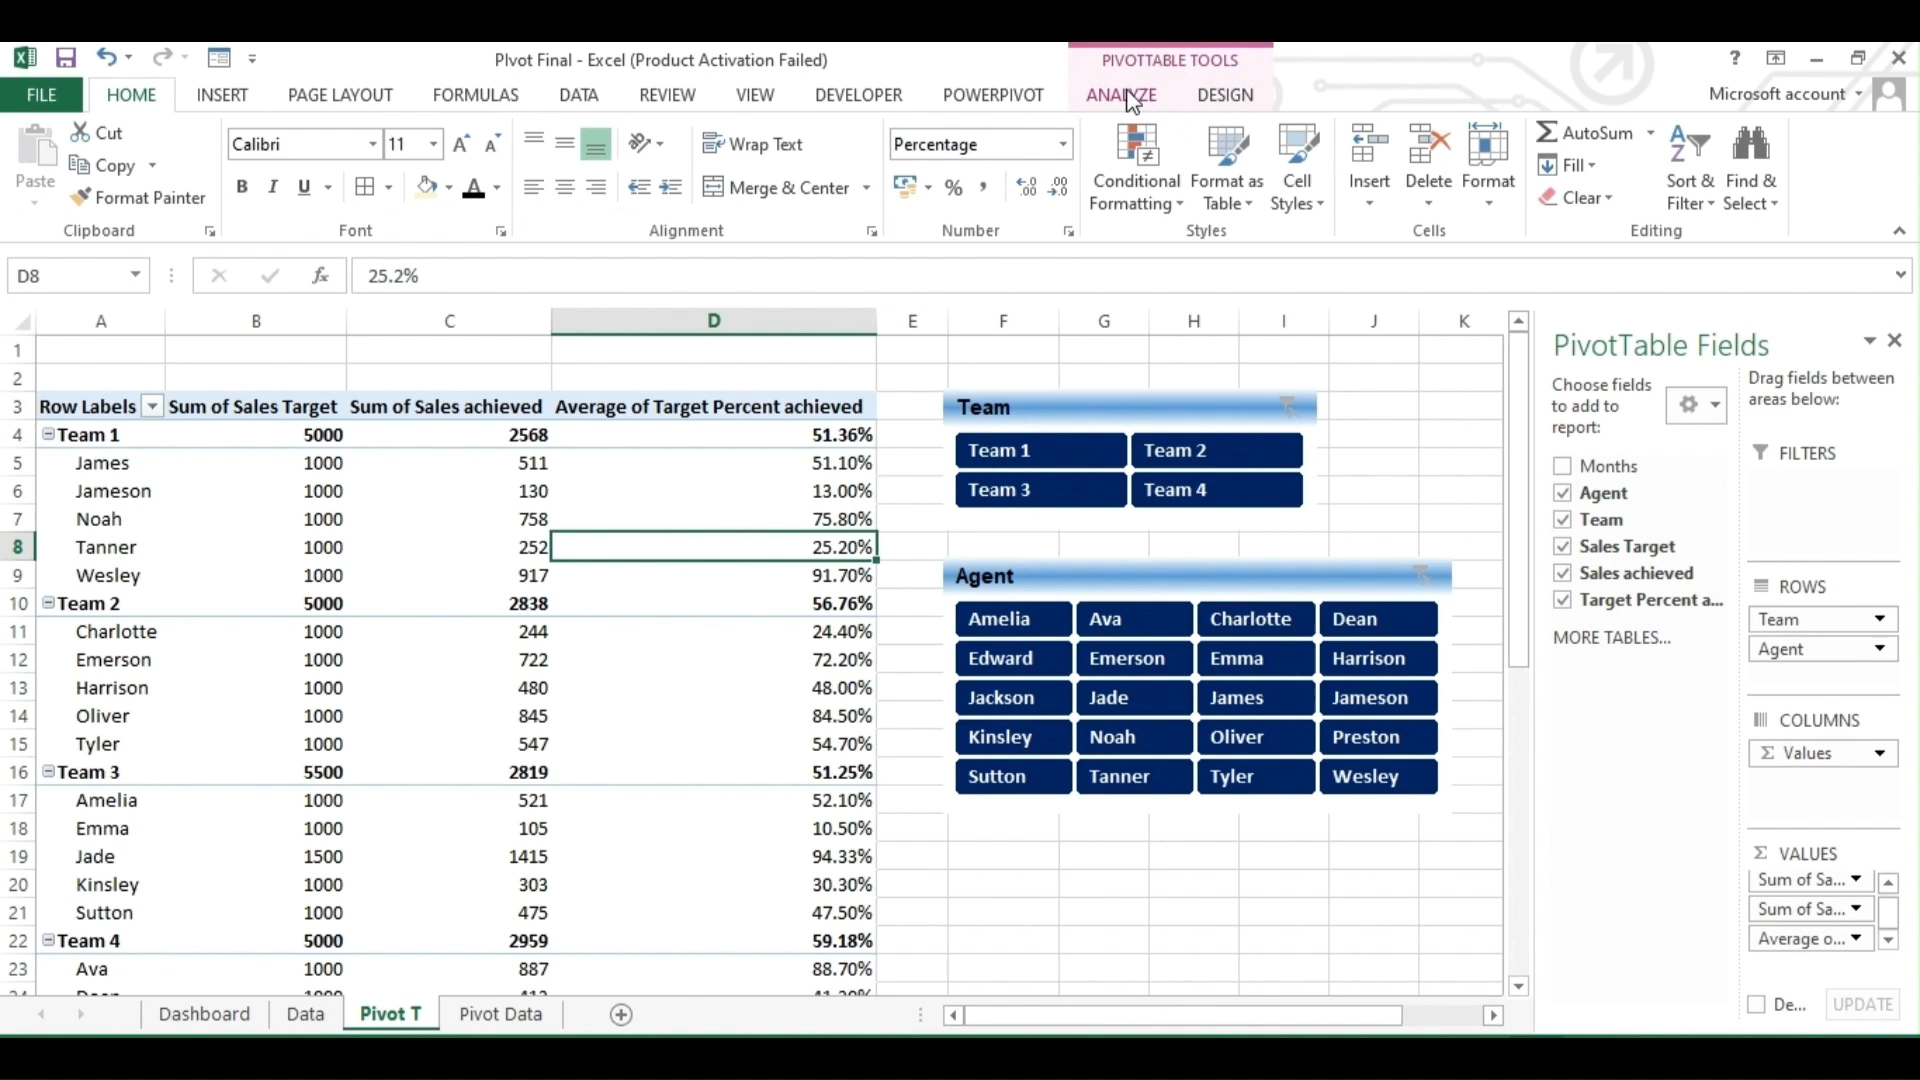 PIvot Final - Excel (Product Activation Failed)
PIVOTTABLE TOOLS
?
FILE HOME INSERT PAGE LAYOUT FORMULAS DATA REVIEW VIEW DEVELOPER POWERPIVOT ANALYZE DESIGN
Microsoft account
Paste
Cut
Copy
Format Painter
Clipboard
Calibri 11
B I U
Font
Wrap Text
Merge & Center
Alignment
Percentage
%
Number
Conditional Formatting
Format as Table
Cell Styles
Styles
Insert
Delete
Format
Cells
AutoSum
Fill
Clear
Sort & Filter
Find & Select
Editing
D8 fx 25.2%
A B C D E F G H I J K
1
2
3 Row Labels Sum of Sales Target Sum of Sales achieved Average of Target Percent achieved
4 Team 1 5000 2568 51.36%
5 James 1000 511 51.10%
6 Jameson 1000 130 13.00%
7 Noah 1000 758 75.80%
8 Tanner 1000 252 25.20%
9 Wesley 1000 917 91.70%
10 Team 2 5000 2838 56.76%
11 Charlotte 1000 244 24.40%
12 Emerson 1000 722 72.20%
13 Harrison 1000 480 48.00%
14 Oliver 1000 845 84.50%
15 Tyler 1000 547 54.70%
16 Team 3 5500 2819 51.25%
17 Amelia 1000 521 52.10%
18 Emma 1000 105 10.50%
19 Jade 1500 1415 94.33%
20 Kinsley 1000 303 30.30%
21 Sutton 1000 475 47.50%
22 Team 4 5000 2959 59.18%
23 Ava 1000 887 88.70%
Team
Team 1 Team 2
Team 3 Team 4
Agent
Amelia Ava Charlotte Dean
Edward Emerson Emma Harrison
Jackson Jade James Jameson
Kinsley Noah Oliver Preston
Sutton Tanner Tyler Wesley
PivotTable Fields
Choose fields
to add to
report:
Months
Agent
Team
Sales Target
Sales achieved
Target Percent a...
MORE TABLES...
Drag fields between
areas below:
FILTERS
ROWS
Team
Agent
COLUMNS
Σ Values
Σ VALUES
Sum of Sa...
Sum of Sa...
Average o...
De... UPDATE
Dashboard Data Pivot T Pivot Data